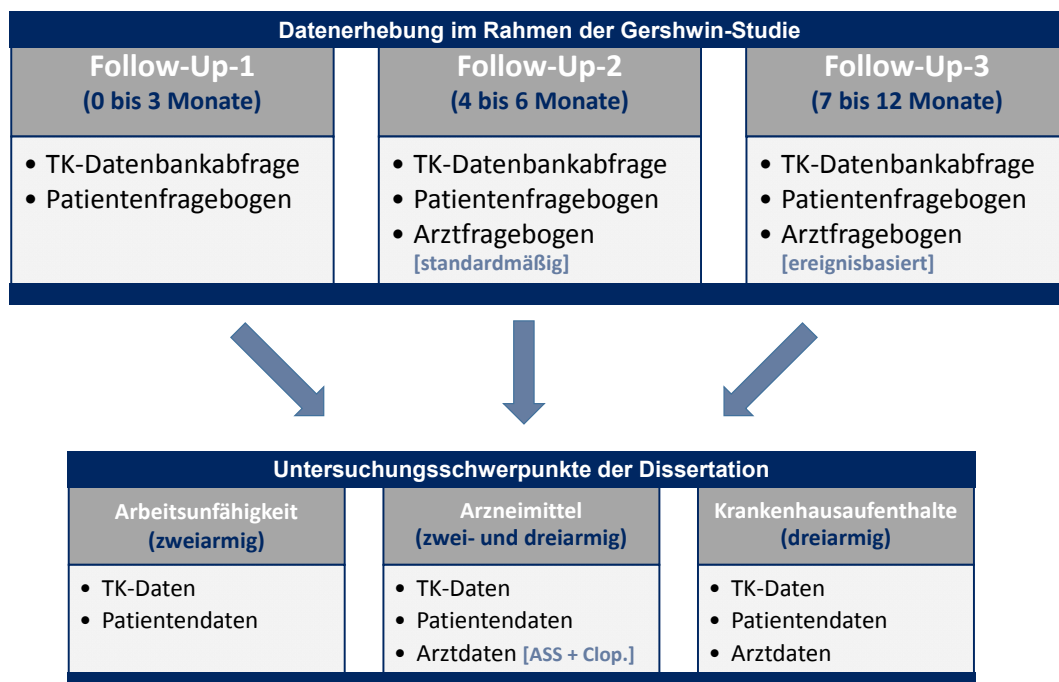 Datenerhebung im Rahmen der Gershwin-Studie
Follow-Up-1
(0 bis 3 Monate)
• TK-Datenbankabfrage
• Patientenfragebogen
Follow-Up-2
(4 bis 6 Monate)
• TK-Datenbankabfrage
• Patientenfragebogen
• Arztfragebogen
[standardmäßig]
Follow-Up-3
(7 bis 12 Monate)
• TK-Datenbankabfrage
• Patientenfragebogen
• Arztfragebogen
[ereignisbasiert]
Untersuchungsschwerpunkte der Dissertation
Arbeitsunfähigkeit
(zweiarmig)
• TK-Daten
• Patientendaten
Arzneimittel
(zwei- und dreiarmig)
• TK-Daten
• Patientendaten
• Arztdaten [ASS + Clop.]
Krankenhausaufenthalte
(dreiarmig)
• TK-Daten
• Patientendaten
• Arztdaten